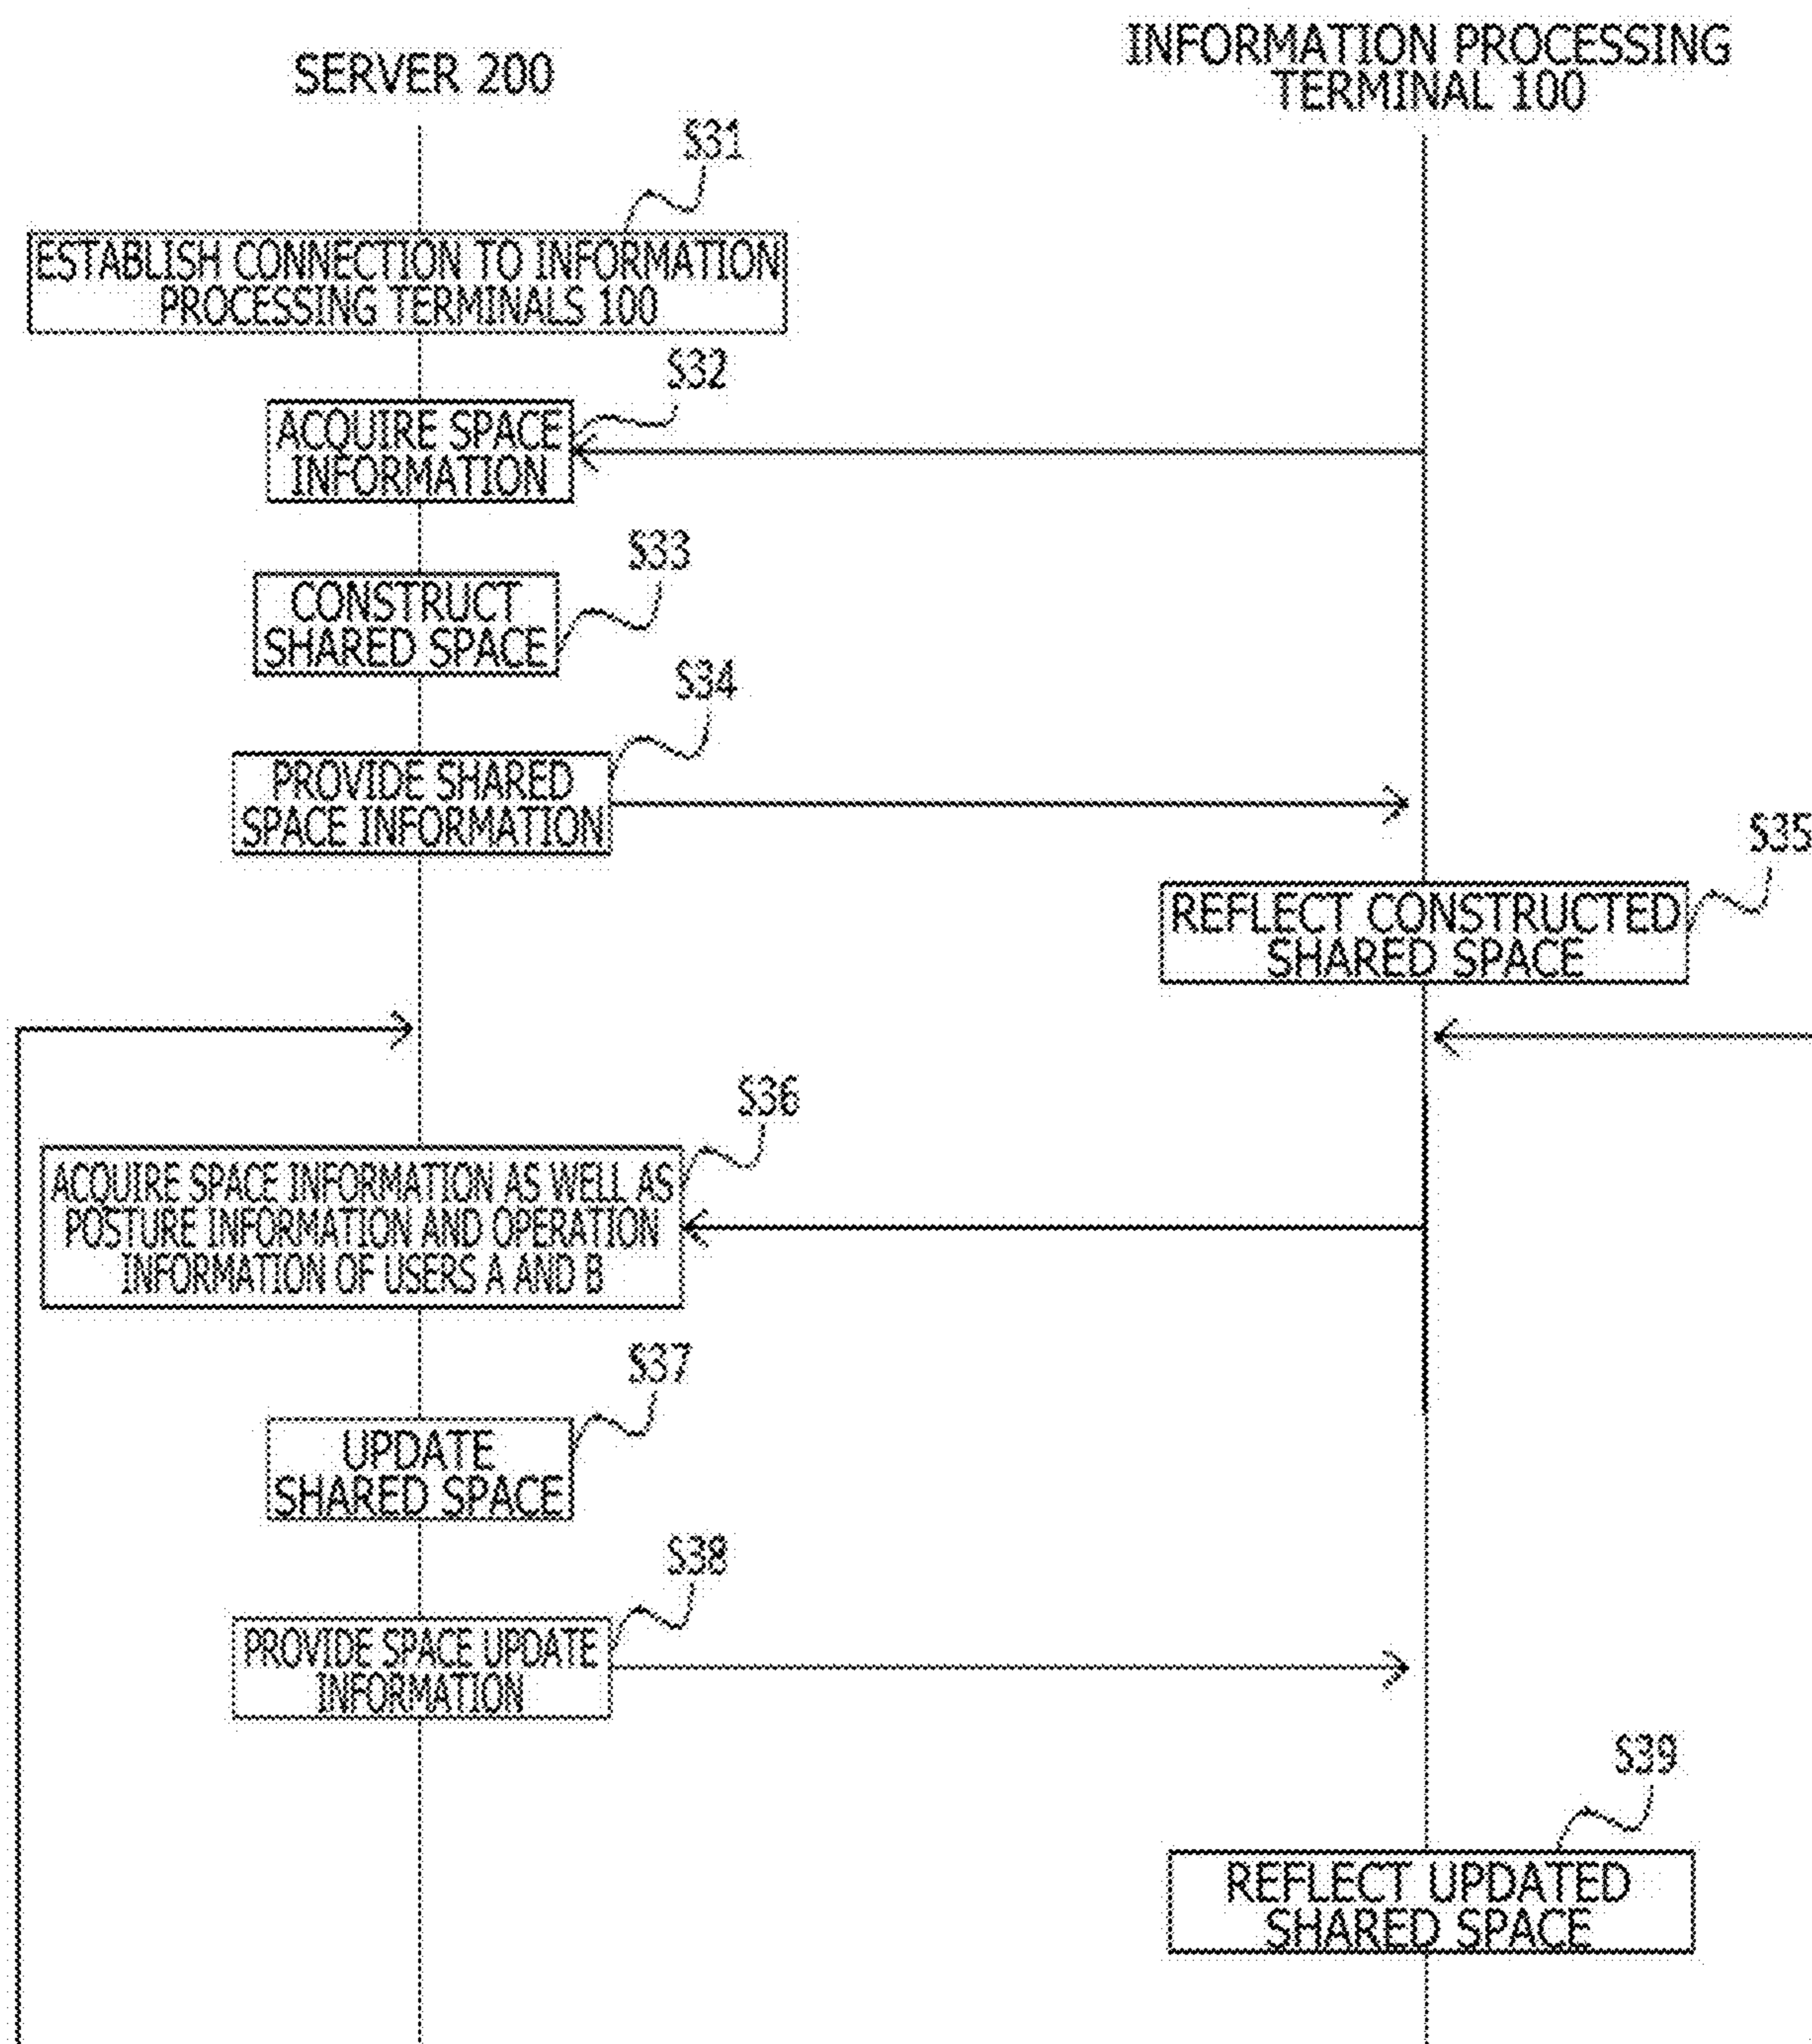 SERVER 200
INFORMATION PROCESSING
TERMINAL 100
S31
ESTABLISH CONNECTION TO INFORMATION
PROCESSING TERMINALS 100
S32
ACQUIRE SPACE
INFORMATION
S33
CONSTRUCT
SHARED SPACE
S34
PROVIDE SHARED
SPACE INFORMATION
S35
REFLECT CONSTRUCTED
SHARED SPACE
S36
ACQUIRE SPACE INFORMATION AS WELL AS
POSTURE INFORMATION AND OPERATION
INFORMATION OF USERS A AND B
S37
UPDATE
SHARED SPACE
S38
PROVIDE SPACE UPDATE
INFORMATION
S39
REFLECT UPDATED
SHARED SPACE